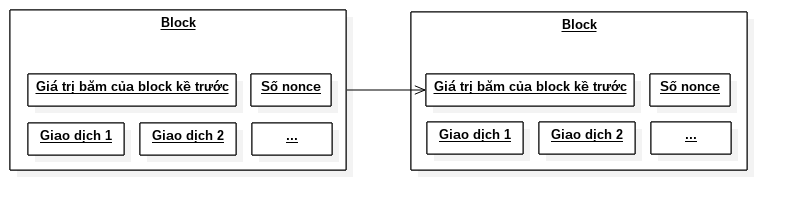 Block
Giá trị băm của block kề trước
Số nonce
Giao dịch 1
Giao dịch 2
...
Block
Giá trị băm của block kề trước
Số nonce
Giao dịch 1
Giao dịch 2
...